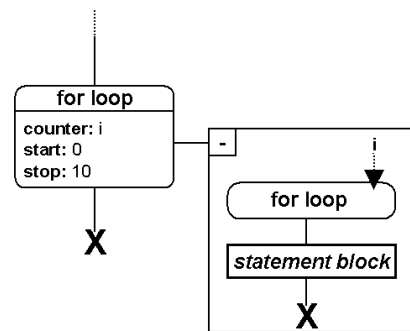 for loop
counter: i
start: 0
stop: 10
X
-
i
for loop
statement block
X